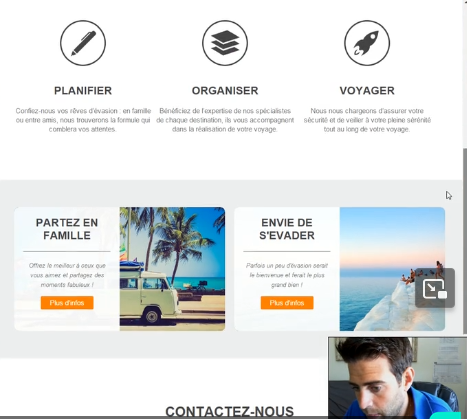 PLANIFIER
Confiez-nous vos rêves d'évasion : en famille
ou entre amis, nous trouverons la formule qui
comblera vos attentes.
ORGANISER
Bénéficiez de l'expertise de nos spécialistes
de chaque destination, ils vous accompagnent
dans la réalisation de votre voyage.
VOYAGER
Nous nous chargeons d'assurer votre
sécurité et de veiller à votre pleine sérénité
tout au long de votre voyage.
PARTEZ EN
FAMILLE
Offrez le meilleur à ceux que
vous aimez et partagez des
moments fabuleux !
Plus d'infos
ENVIE DE
S'EVADER
Parfois un peu d'évasion serait
le bienvenue et ferait le plus
grand bien !
Plus d'infos
CONTACTEZ-NOUS